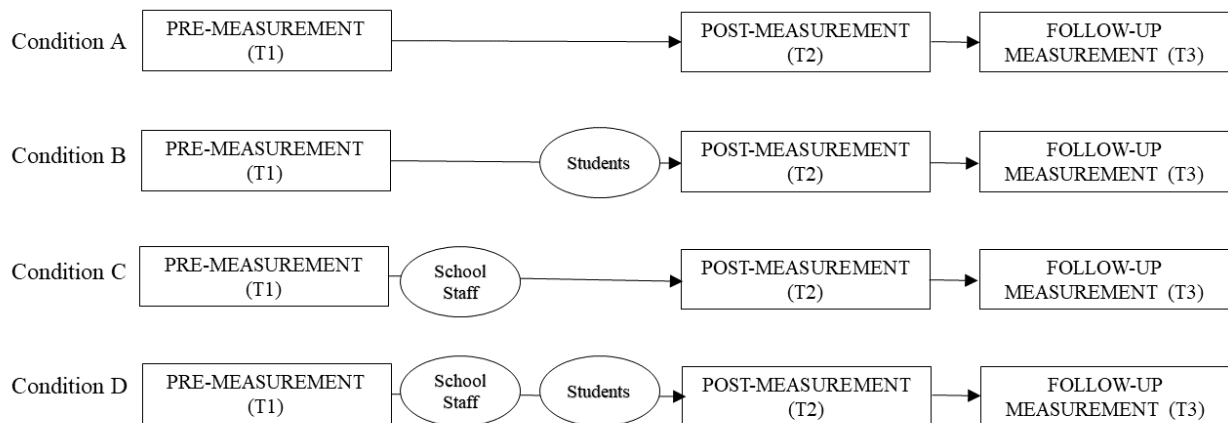 Condition A
PRE-MEASUREMENT
(T1)
POST-MEASUREMENT
(T2)
FOLLOW-UP
MEASUREMENT (T3)
Condition B
PRE-MEASUREMENT
(T1)
Students
POST-MEASUREMENT
(T2)
FOLLOW-UP
MEASUREMENT (T3)
Condition C
PRE-MEASUREMENT
(T1)
School
Staff
POST-MEASUREMENT
(T2)
FOLLOW-UP
MEASUREMENT (T3)
Condition D
PRE-MEASUREMENT
(T1)
School
Staff
Students
POST-MEASUREMENT
(T2)
FOLLOW-UP
MEASUREMENT (T3)